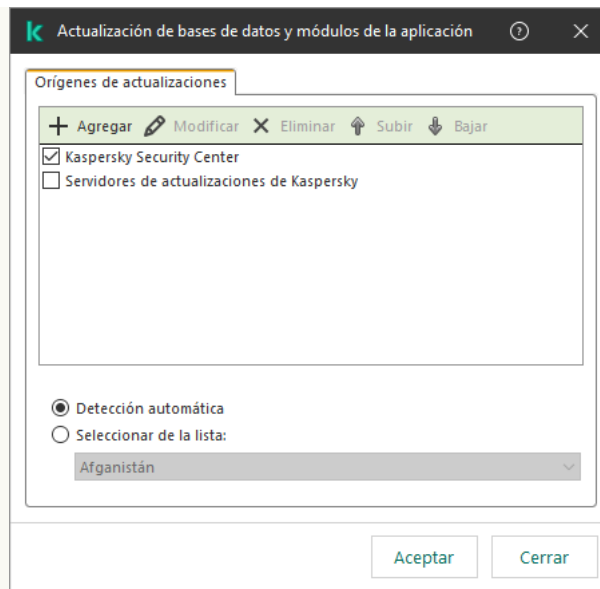 Actualización de bases de datos y módulos de la aplicación
Orígenes de actualizaciones
Agregar Modificar Eliminar Subir Bajar
Kaspersky Security Center
Servidores de actualizaciones de Kaspersky
Detección automática
Seleccionar de la lista:
Afganistán
Aceptar Cerrar